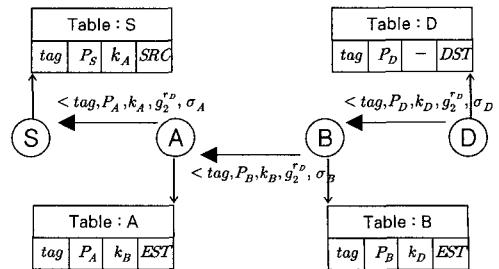 Table : S
tag P_S k_A SRC
Table : D
tag P_D − DST
< tag, P_A, k_A, g_2^{r_D}, σ_A
< tag, P_D, k_D, g_2^{r_D}, σ_D
S
A
B
D
< tag, P_B, k_B, g_2^{r_D}, σ_B
Table : A
tag P_A k_B EST
Table : B
tag P_B k_D EST